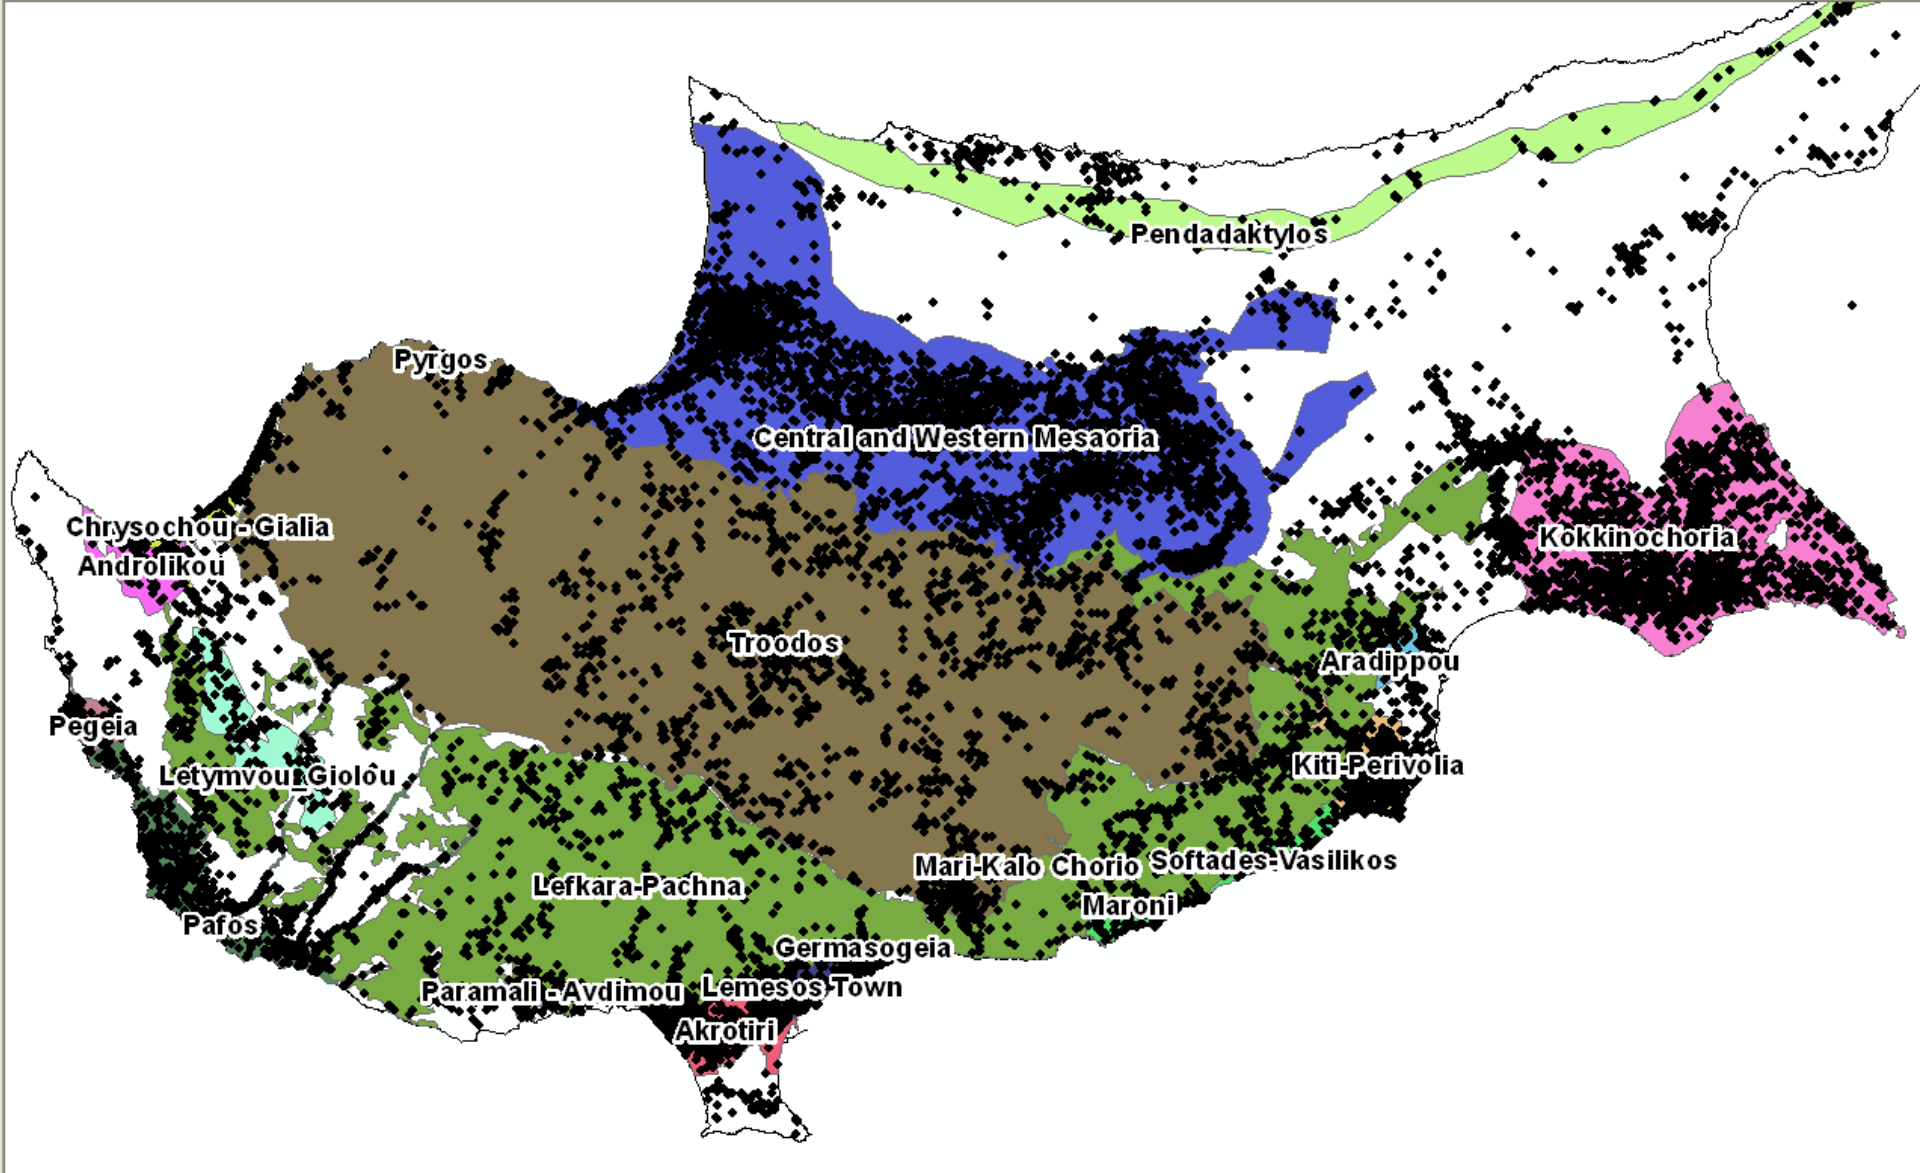 Pendadaktylos
Pyrgos
Central and Western Mesaoria
Chrysochou - Gialia
Kokkinochoria
Androlikou
Troodos
Aradippou
Pegeia
Kiti-Perivolia
Letymvou_Giolou
Mari-Kalo Chorio
Softades-Vasilikos
Lefkara-Pachna
Maroni
Pafos
Germasogeia
Paramali - Avdimou
Lemesos Town
Akrotiri